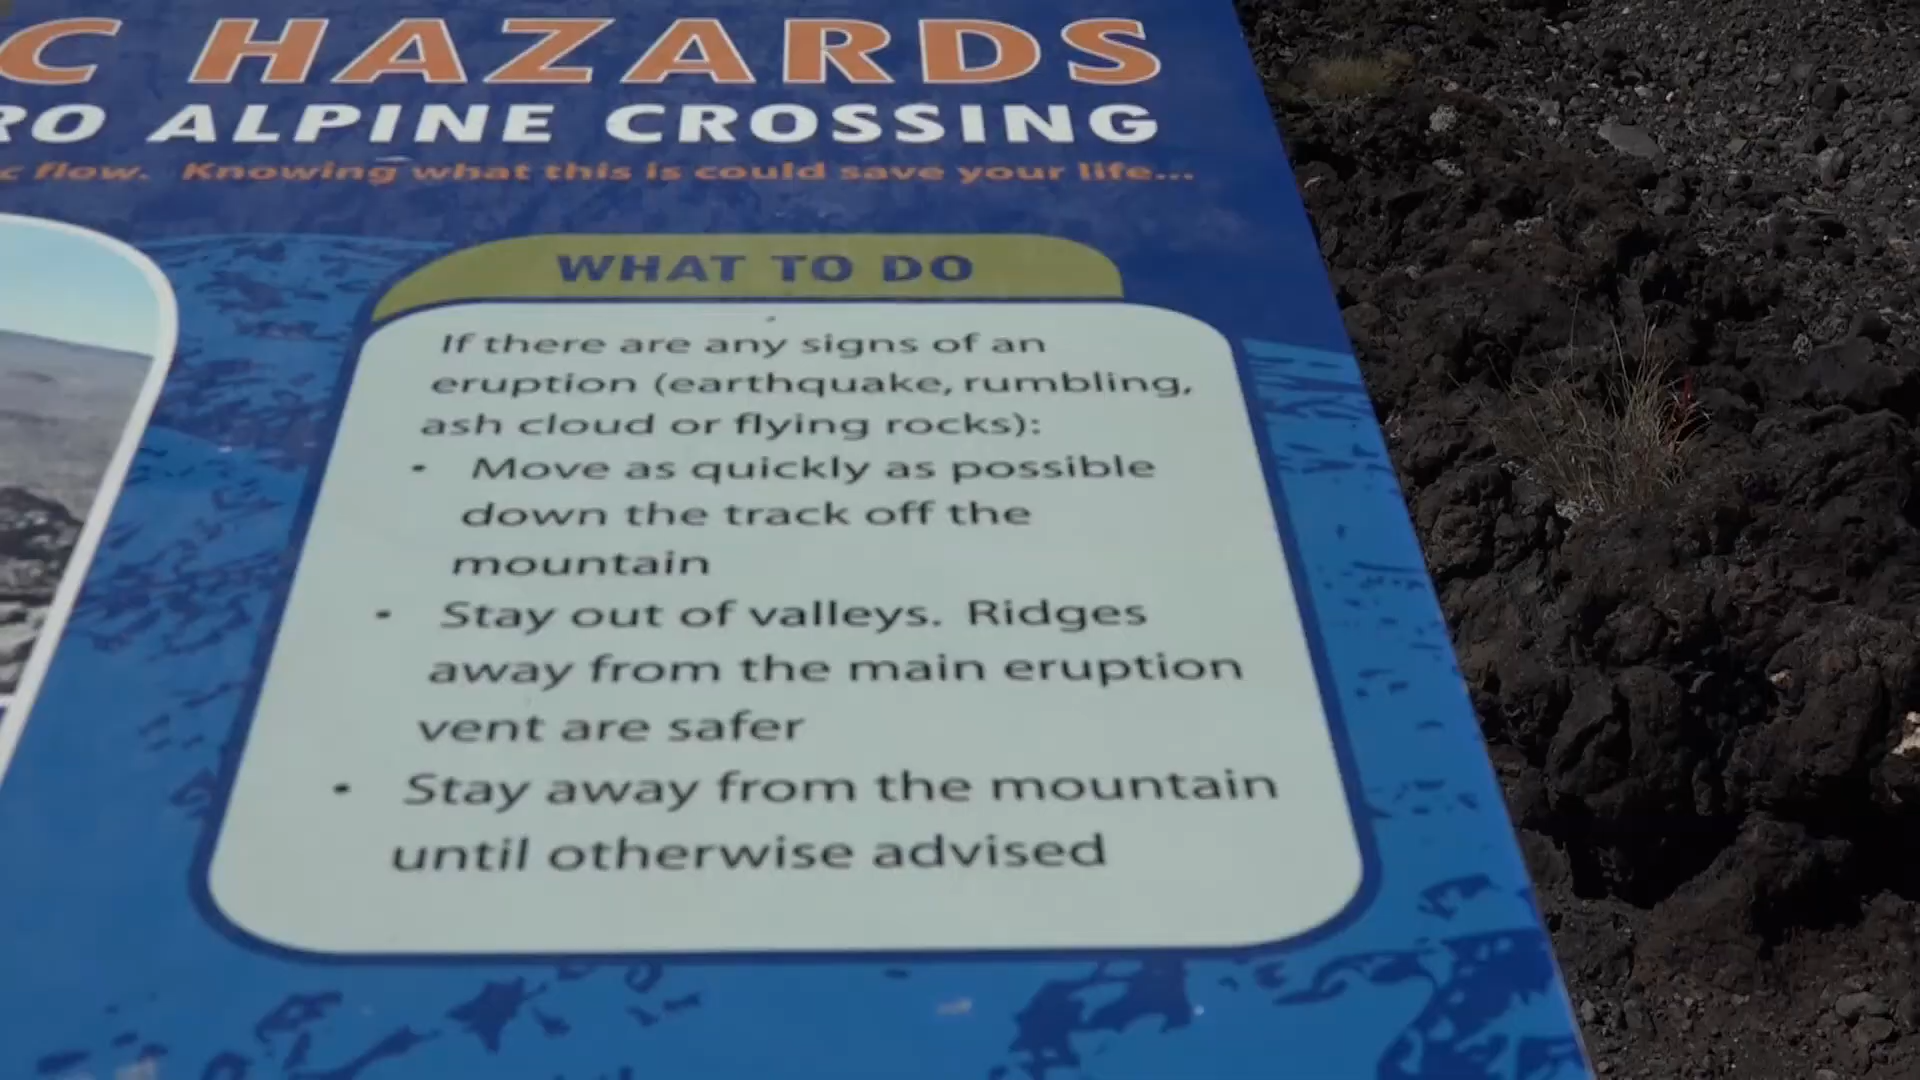 C HAZARDS
RO ALPINE CROSSING
c flow. Knowing what this is could save your life...
WHAT TO DO
If there are any signs of an
eruption (earthquake, rumbling,
ash cloud or flying rocks):
• Move as quickly as possible
down the track off the
mountain
• Stay out of valleys. Ridges
away from the main eruption
vent are safer
• Stay away from the mountain
until otherwise advised